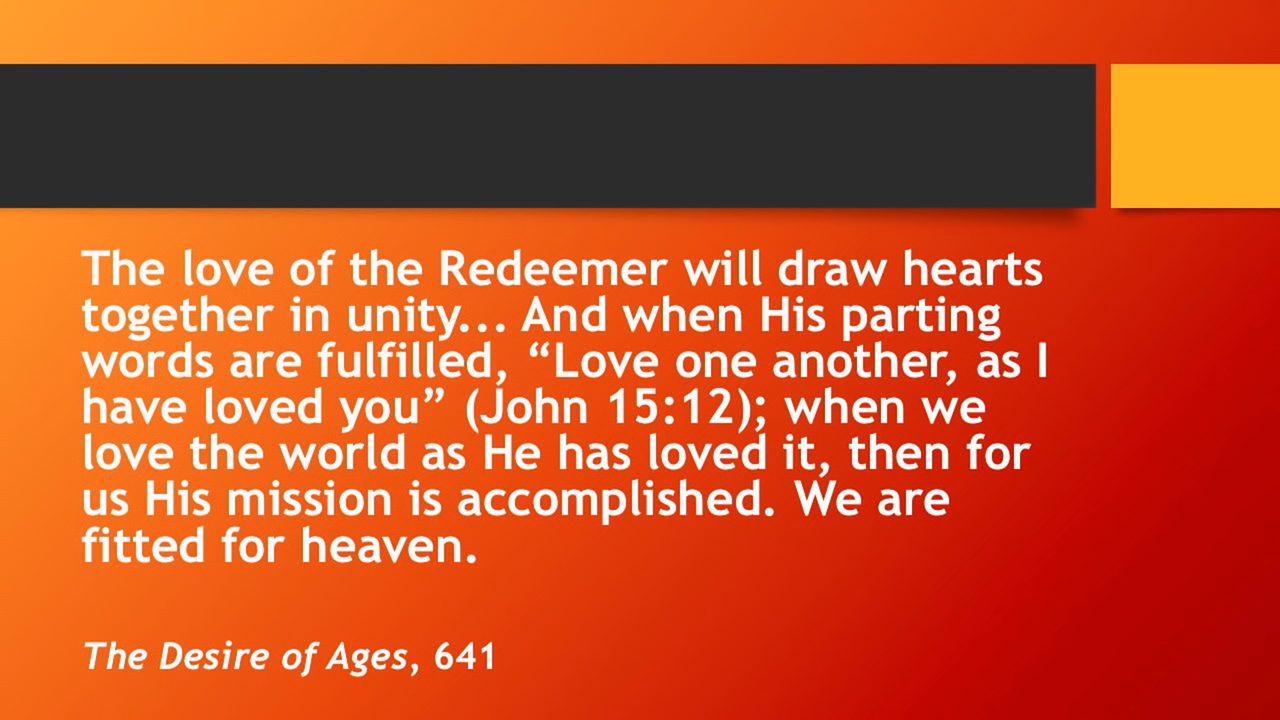 The love of the Redeemer will draw hearts
together in unity... And when His parting
words are fulfilled, “Love one another, as I
have loved you” (John 15:12); when we
love the world as He has loved it, then for
us His mission is accomplished. We are
fitted for heaven.
The Desire of Ages, 641